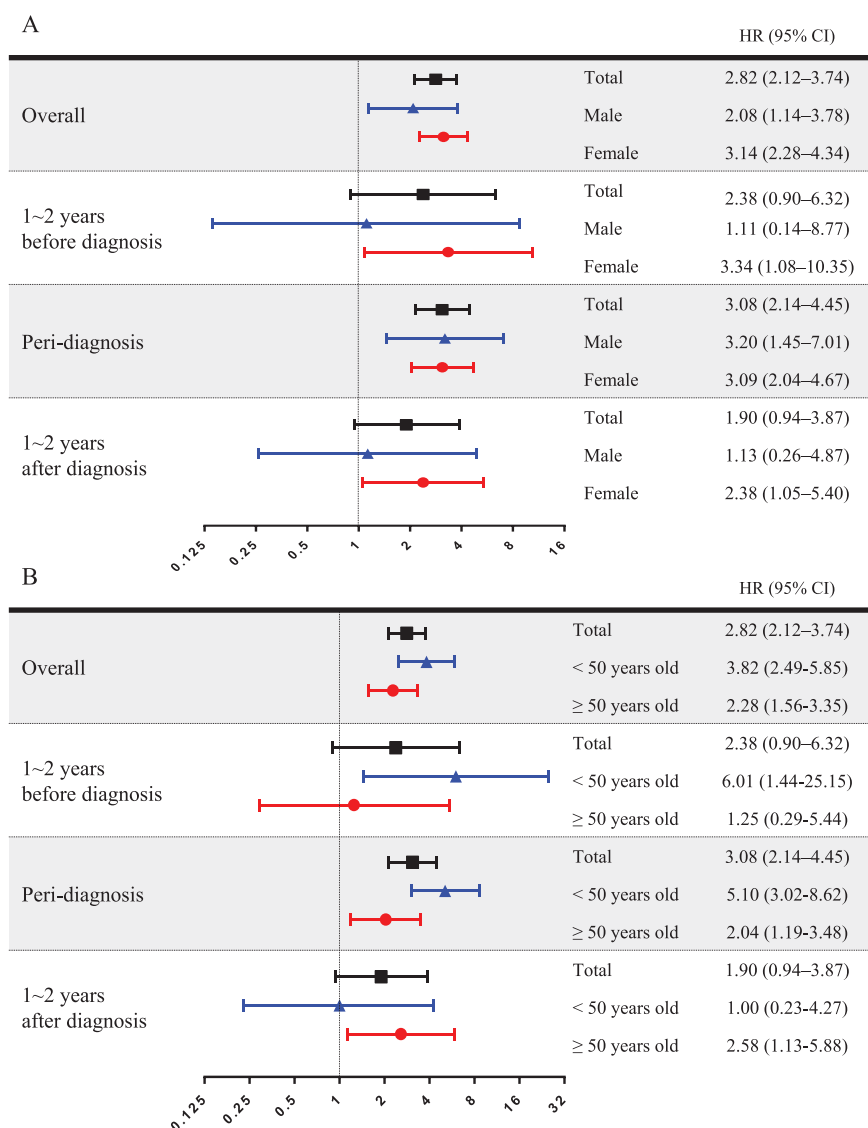 A
HR (95% CI)
Overall
Total 2.82 (2.12–3.74)
Male 2.08 (1.14–3.78)
Female 3.14 (2.28–4.34)
1~2 years
before diagnosis
Total 2.38 (0.90–6.32)
Male 1.11 (0.14–8.77)
Female 3.34 (1.08–10.35)
Peri-diagnosis
Total 3.08 (2.14–4.45)
Male 3.20 (1.45–7.01)
Female 3.09 (2.04–4.67)
1~2 years
after diagnosis
Total 1.90 (0.94–3.87)
Male 1.13 (0.26–4.87)
Female 2.38 (1.05–5.40)
0.125 0.25 0.5 1 2 4 8 16
B
HR (95% CI)
Overall
Total 2.82 (2.12–3.74)
< 50 years old 3.82 (2.49-5.85)
≥ 50 years old 2.28 (1.56-3.35)
1~2 years
before diagnosis
Total 2.38 (0.90–6.32)
< 50 years old 6.01 (1.44-25.15)
≥ 50 years old 1.25 (0.29-5.44)
Peri-diagnosis
Total 3.08 (2.14–4.45)
< 50 years old 5.10 (3.02-8.62)
≥ 50 years old 2.04 (1.19-3.48)
1~2 years
after diagnosis
Total 1.90 (0.94–3.87)
< 50 years old 1.00 (0.23-4.27)
≥ 50 years old 2.58 (1.13-5.88)
0.125 0.25 0.5 1 2 4 8 16 32